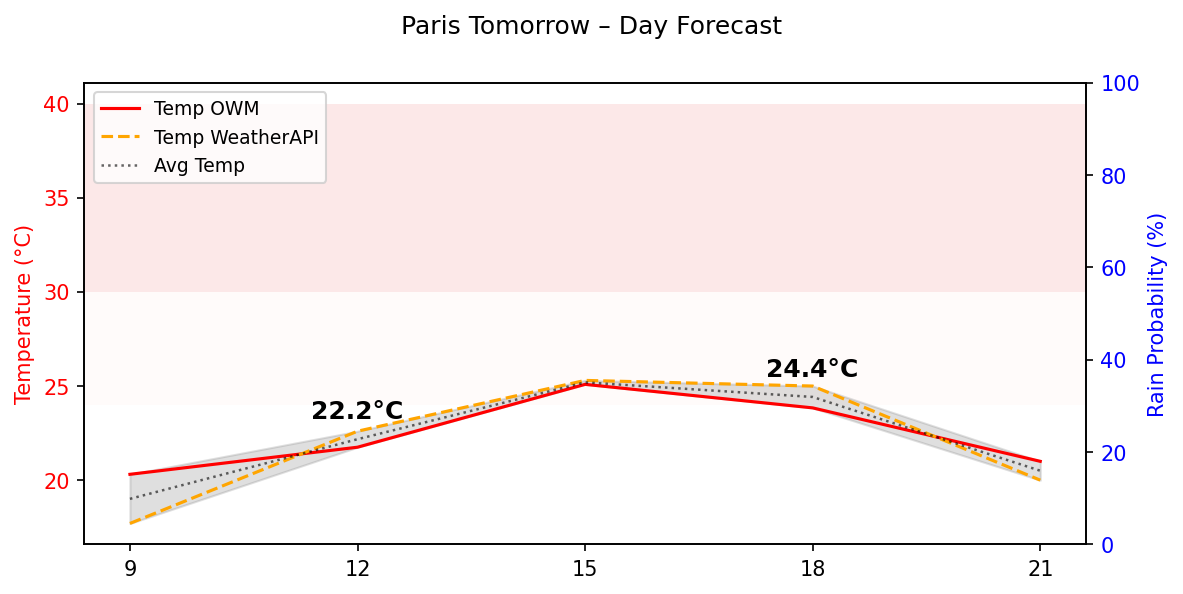 Paris Tomorrow – Day Forecast
Temp OWM
Temp WeatherAPI
Avg Temp
Temperature (°C)
40
35
30
25
20
22.2°C
24.4°C
100
80
60
40
20
0
Rain Probability (%)
9 12 15 18 21